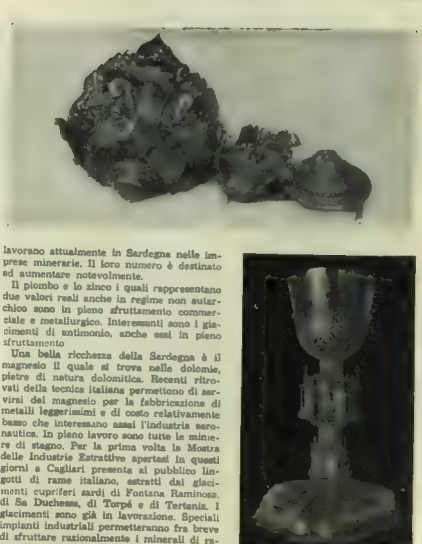 lavorano attualmente in Sardegna nelle im-
prese minerarie. Il loro numero è destinato
ad aumentare notevolmente.
Il piombo e lo zinco i quali rappresentano
due valori reali anche in regime non autar-
chico sono in pieno sfruttamento commer-
ciale e metallurgico. Interessanti sono i gia-
cimenti di antimonio, anche essi in pieno
sfruttamento
Una bella ricchezza della Sardegna è il
magnesio il quale si trova nelle dolomie,
pietre di natura dolomitica. Recenti ritro-
vati della tecnica italiana permettono di ser-
virsi del magnesio per la fabbricazione di
metalli leggerissimi e di costo relativamente
basso che interessano assai l'industria aero-
nautica. In pieno lavoro sono tutte le minie-
re di stagno. Per la prima volta la Mostra
delle Industrie Estrattive apertasi in questi
giorni a Cagliari presenta al pubblico lin-
gotti di rame italiano, estratti dai giaci-
menti cupriferi sardi di Fontana Raminosa,
di Sa Duchessa, di Torpé e di Tertenia. I
giacimenti sono già in lavorazione. Speciali
impianti industriali permetteranno fra breve
di sfruttare razionalmente i minerali di ra-